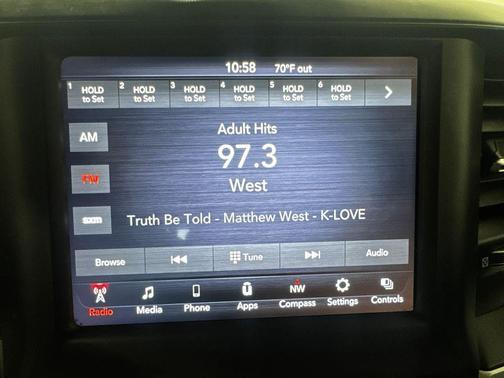 10:58 70°F out
1 HOLD to Set 2 HOLD to Set 3 HOLD to Set 4 HOLD to Set 5 HOLD to Set 6 HOLD to Set
Adult Hits
AM
97.3
FM
West
sxm
Truth Be Told - Matthew West - K-LOVE
Browse Tune Audio
Radio Media Phone Apps NW Compass Settings Controls